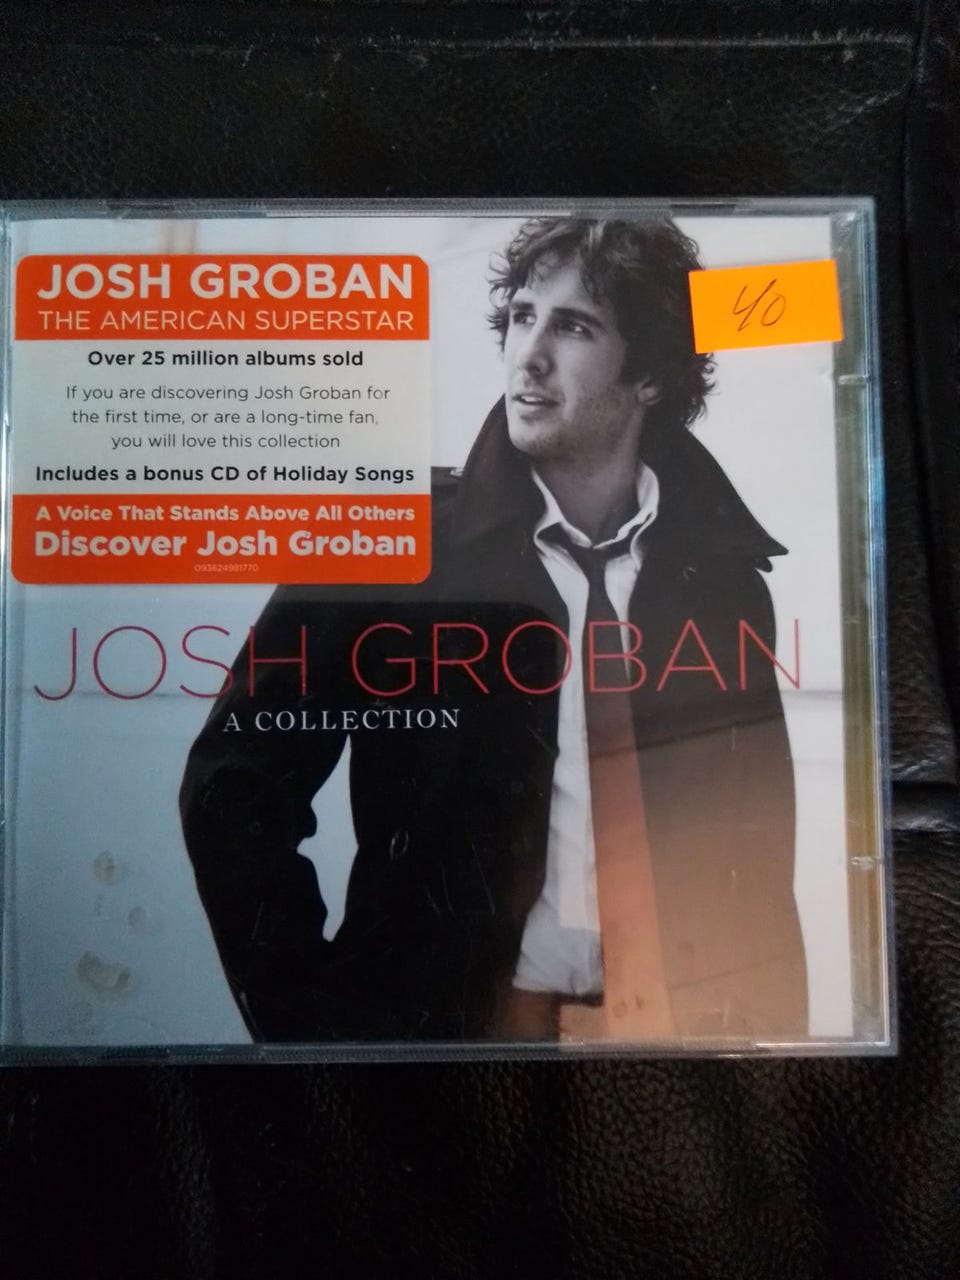 JOSH GROBAN
THE AMERICAN SUPERSTAR
Over 25 million albums sold
If you are discovering Josh Groban for
the first time, or are a long-time fan,
you will love this collection
Includes a bonus CD of Holiday Songs
A Voice That Stands Above All Others
Discover Josh Groban
093624981770
40
JOSH GROBAN
A COLLECTION